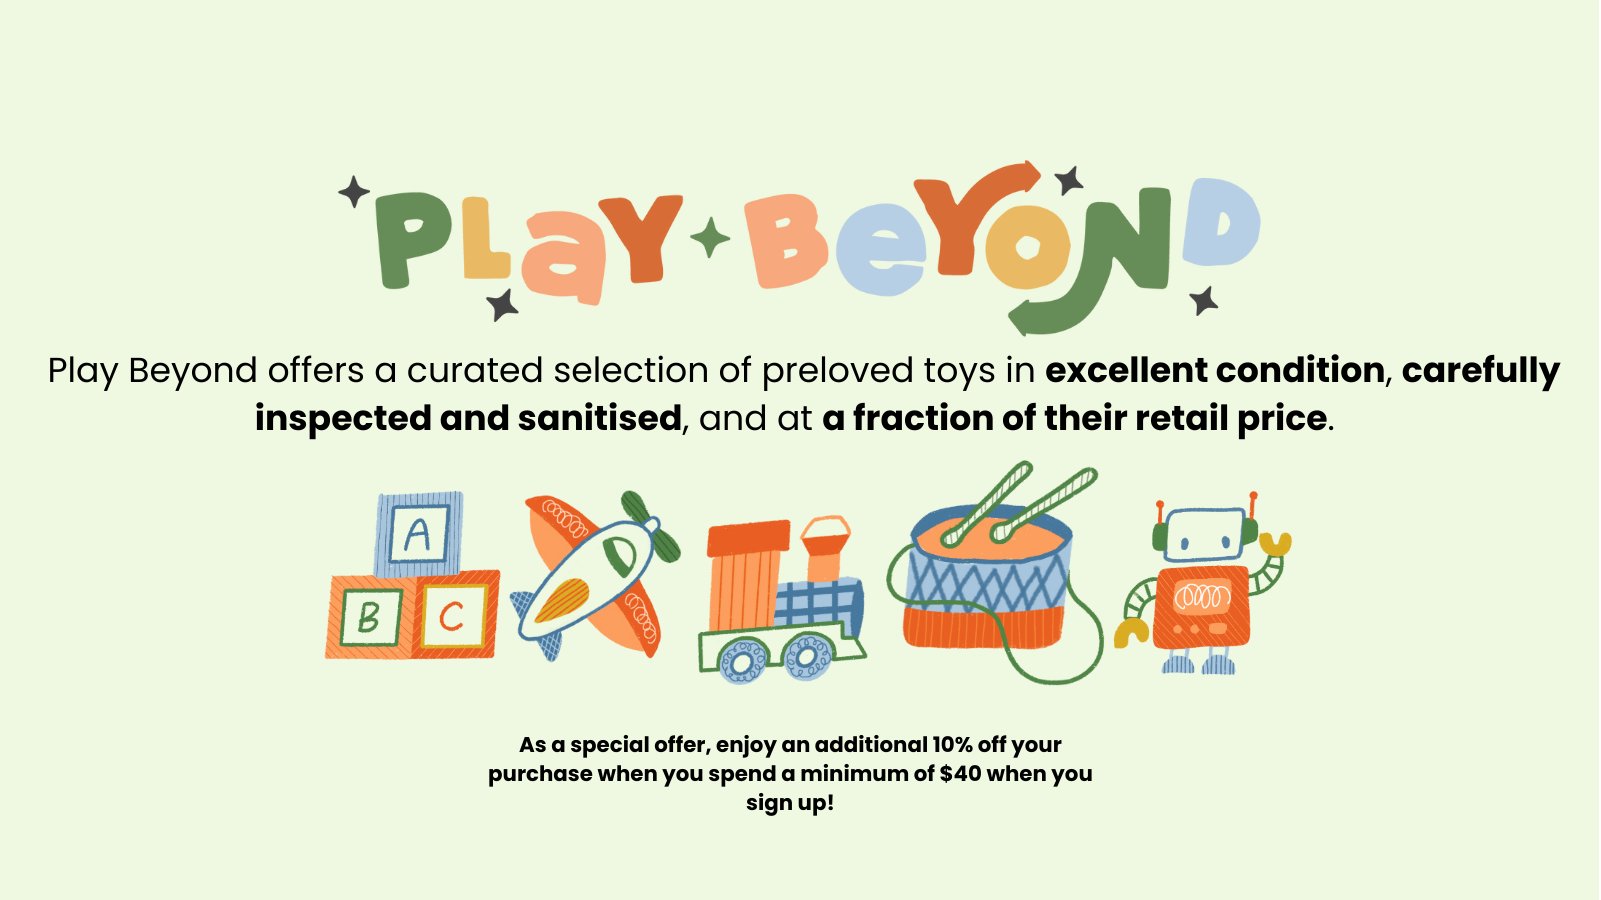 PLaY BeYOND
Play Beyond offers a curated selection of preloved toys in excellent condition, carefully
inspected and sanitised, and at a fraction of their retail price.
A
B C
As a special offer, enjoy an additional 10% off your
purchase when you spend a minimum of $40 when you
sign up!